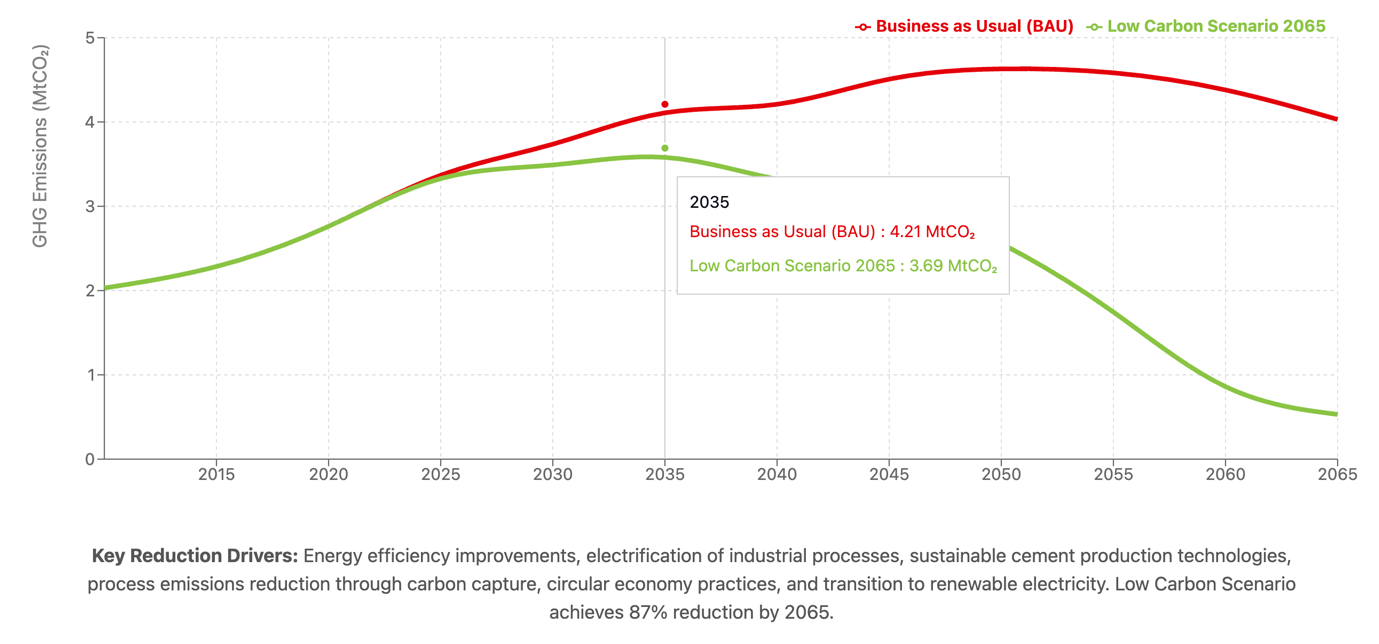 Business as Usual (BAU) Low Carbon Scenario 2065
GHG Emissions (MtCO₂)
5
4
3
2
1
0
2035
Business as Usual (BAU) : 4.21 MtCO₂
Low Carbon Scenario 2065 : 3.69 MtCO₂
2015 2020 2025 2030 2035 2040 2045 2050 2055 2060 2065
Key Reduction Drivers: Energy efficiency improvements, electrification of industrial processes, sustainable cement production technologies,
process emissions reduction through carbon capture, circular economy practices, and transition to renewable electricity. Low Carbon Scenario
achieves 87% reduction by 2065.